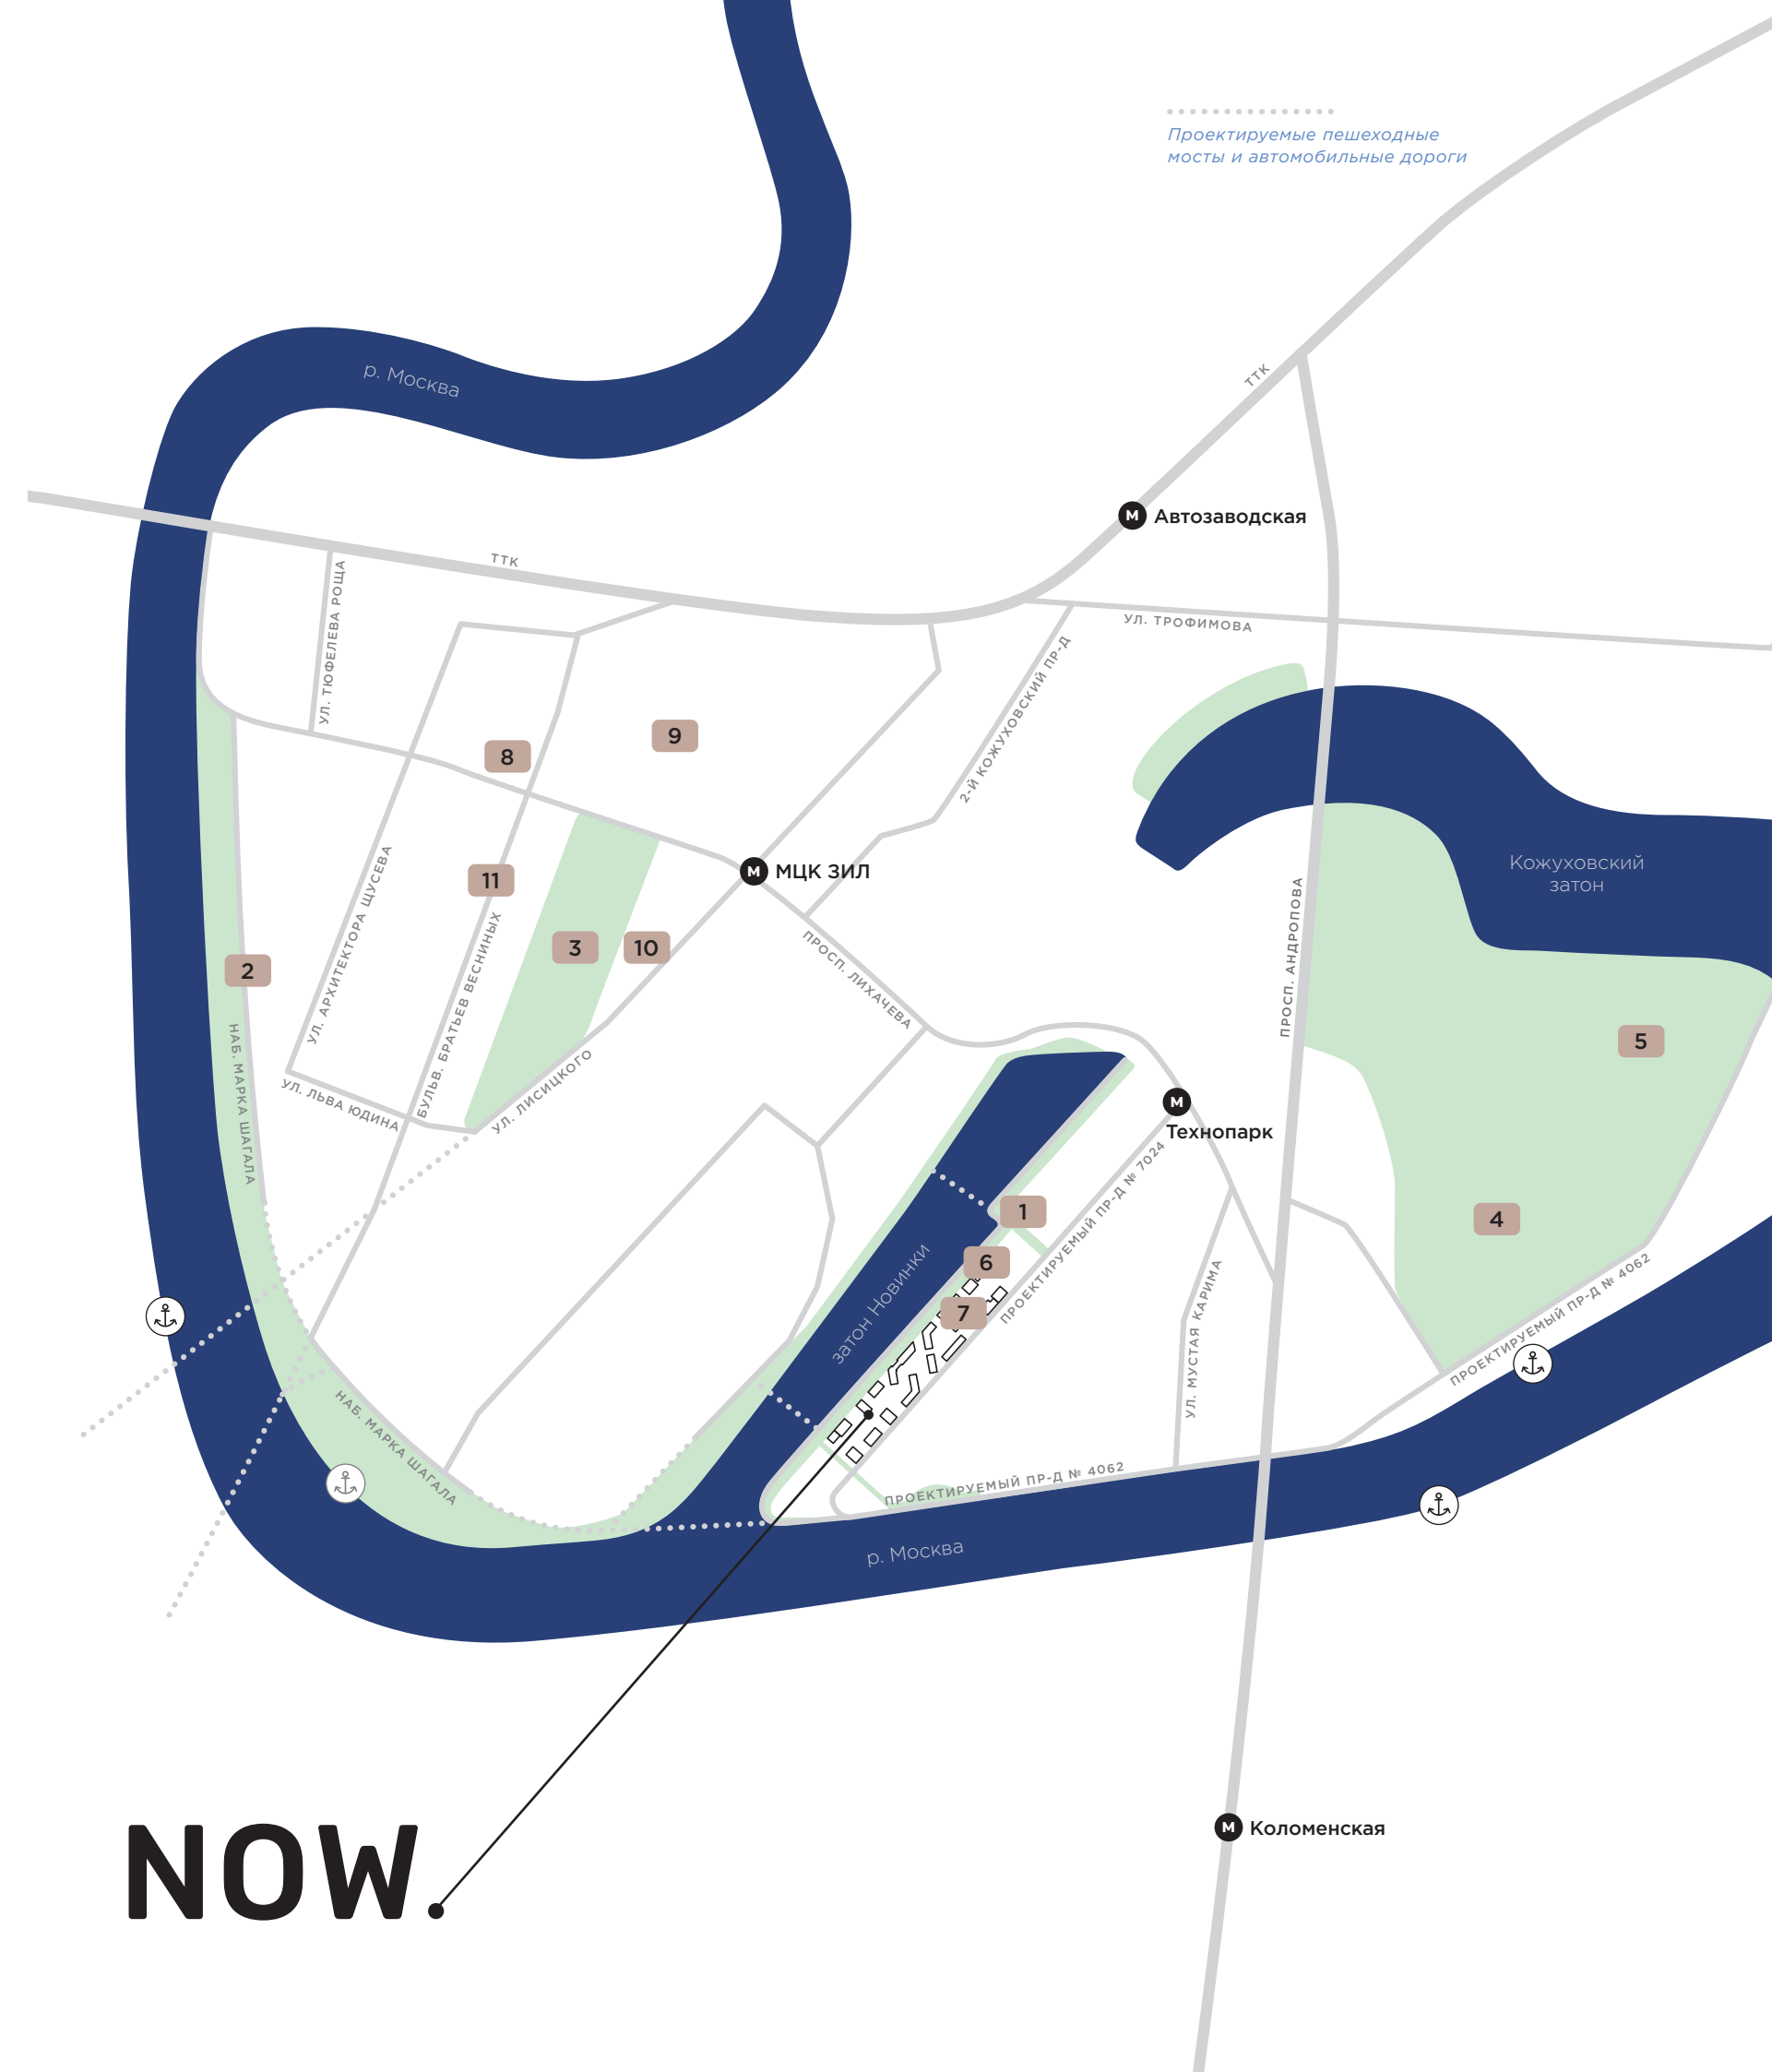 Проектируемые пешеходные
мосты и автомобильные дороги
р. Москва
ТТК
М Автозаводская
ТТК
УЛ. ТЮФЕЛЕВА РОЩА
УЛ. ТРОФИМОВА
2-Й КОЖУХОВСКИЙ ПР-Д
9
8
Кожуховский
затон
М МЦК ЗИЛ
11
УЛ. АРХИТЕКТОРА ЩУСЕВА
БУЛЬВ. БРАТЬЕВ ВЕСНИНЫХ
3
10
2
ПРОСП. ЛИХАЧЕВА
ПРОСП. АНДРОПОВА
5
НАБ. МАРКА ШАГАЛА
УЛ. ЛЬВА ЮДИНА
УЛ. ЛИСИЦКОГО
М
Технопарк
1
4
ПРОЕКТИРУЕМЫЙ ПР-Д № 7024
6
7
затон Новинки
УЛ. МУСТАЯ КАРИМА
ПРОЕКТИРУЕМЫЙ ПР-Д № 4062
НАБ. МАРКА ШАГАЛА
ПРОЕКТИРУЕМЫЙ ПР-Д № 4062
р. Москва
М Коломенская
NOW.